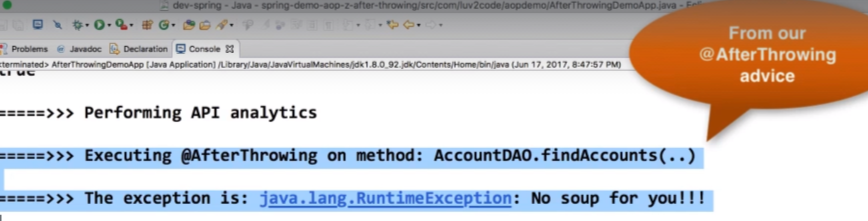 dev-spring - Java - spring-demo-aop-z-after-throwing/src/com/luv2code/aopdemo/AfterThrowingDemoApp.java -
From our
@AfterThrowing
advice
Problems @ Javadoc Declaration Console
terminated> AfterThrowingDemoApp [Java Application] /Library/Java/JavaVirtualMachines/jdk1.8.0_92.jdk/Contents/Home/bin/java (Jun 17, 2017, 8:47:57 PM)
true
=====>>> Performing API analytics
=====>>> Executing @AfterThrowing on method: AccountDAO.findAccounts(..)
=====>>> The exception is: java.lang.RuntimeException: No soup for you!!!